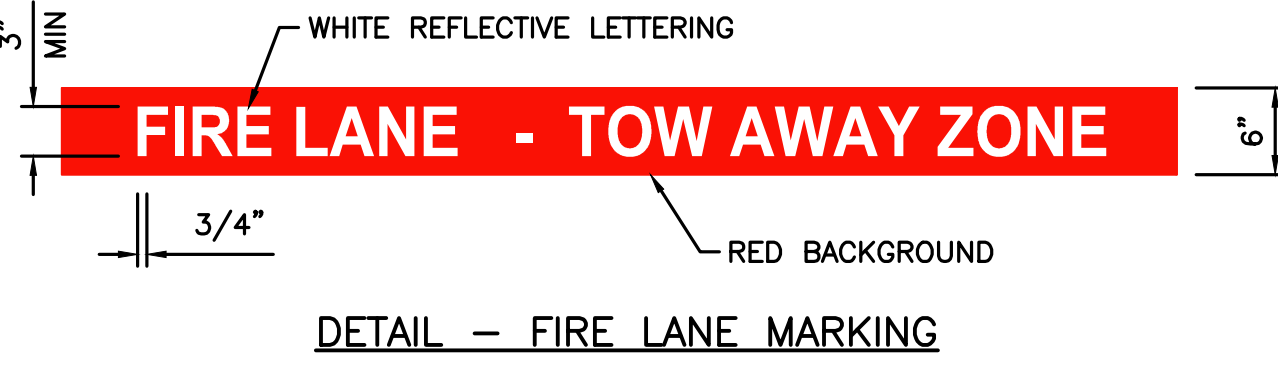 3" MIN
WHITE REFLECTIVE LETTERING
FIRE LANE - TOW AWAY ZONE
6"
3/4"
RED BACKGROUND
DETAIL - FIRE LANE MARKING